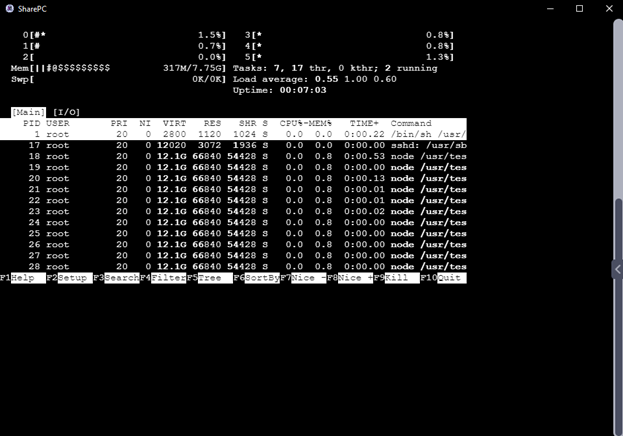 SharePC
0[#* 1.5%] 3[* 0.8%]
1[# 0.7%] 4[* 0.8%]
2[ 0.0%] 5[* 1.3%]
Mem[||#@$$$$$$$$$ 317M/7.75G] Tasks: 7, 17 thr, 0 kthr; 2 running
Swp[ 0K/0K] Load average: 0.55 1.00 0.60
Uptime: 00:07:03
[Main] [I/O]
PID USER PRI NI VIRT RES SHR S CPU%-MEM% TIME+ Command
1 root 20 0 2800 1120 1024 S 0.0 0.0 0:00.22 /bin/sh /usr/
17 root 20 0 12020 3072 1936 S 0.0 0.0 0:00.00 sshd: /usr/sb
18 root 20 0 12.1G 66840 54428 S 0.0 0.8 0:00.53 node /usr/tes
19 root 20 0 12.1G 66840 54428 S 0.0 0.8 0:00.00 node /usr/tes
20 root 20 0 12.1G 66840 54428 S 0.0 0.8 0:00.13 node /usr/tes
21 root 20 0 12.1G 66840 54428 S 0.0 0.8 0:00.01 node /usr/tes
22 root 20 0 12.1G 66840 54428 S 0.0 0.8 0:00.01 node /usr/tes
23 root 20 0 12.1G 66840 54428 S 0.0 0.8 0:00.02 node /usr/tes
24 root 20 0 12.1G 66840 54428 S 0.0 0.8 0:00.00 node /usr/tes
25 root 20 0 12.1G 66840 54428 S 0.0 0.8 0:00.00 node /usr/tes
26 root 20 0 12.1G 66840 54428 S 0.0 0.8 0:00.00 node /usr/tes
27 root 20 0 12.1G 66840 54428 S 0.0 0.8 0:00.00 node /usr/tes
28 root 20 0 12.1G 66840 54428 S 0.0 0.8 0:00.00 node /usr/tes
F1Help F2Setup F3SearchF4FilterF5Tree F6SortByF7Nice -F8Nice +F9Kill F10Quit